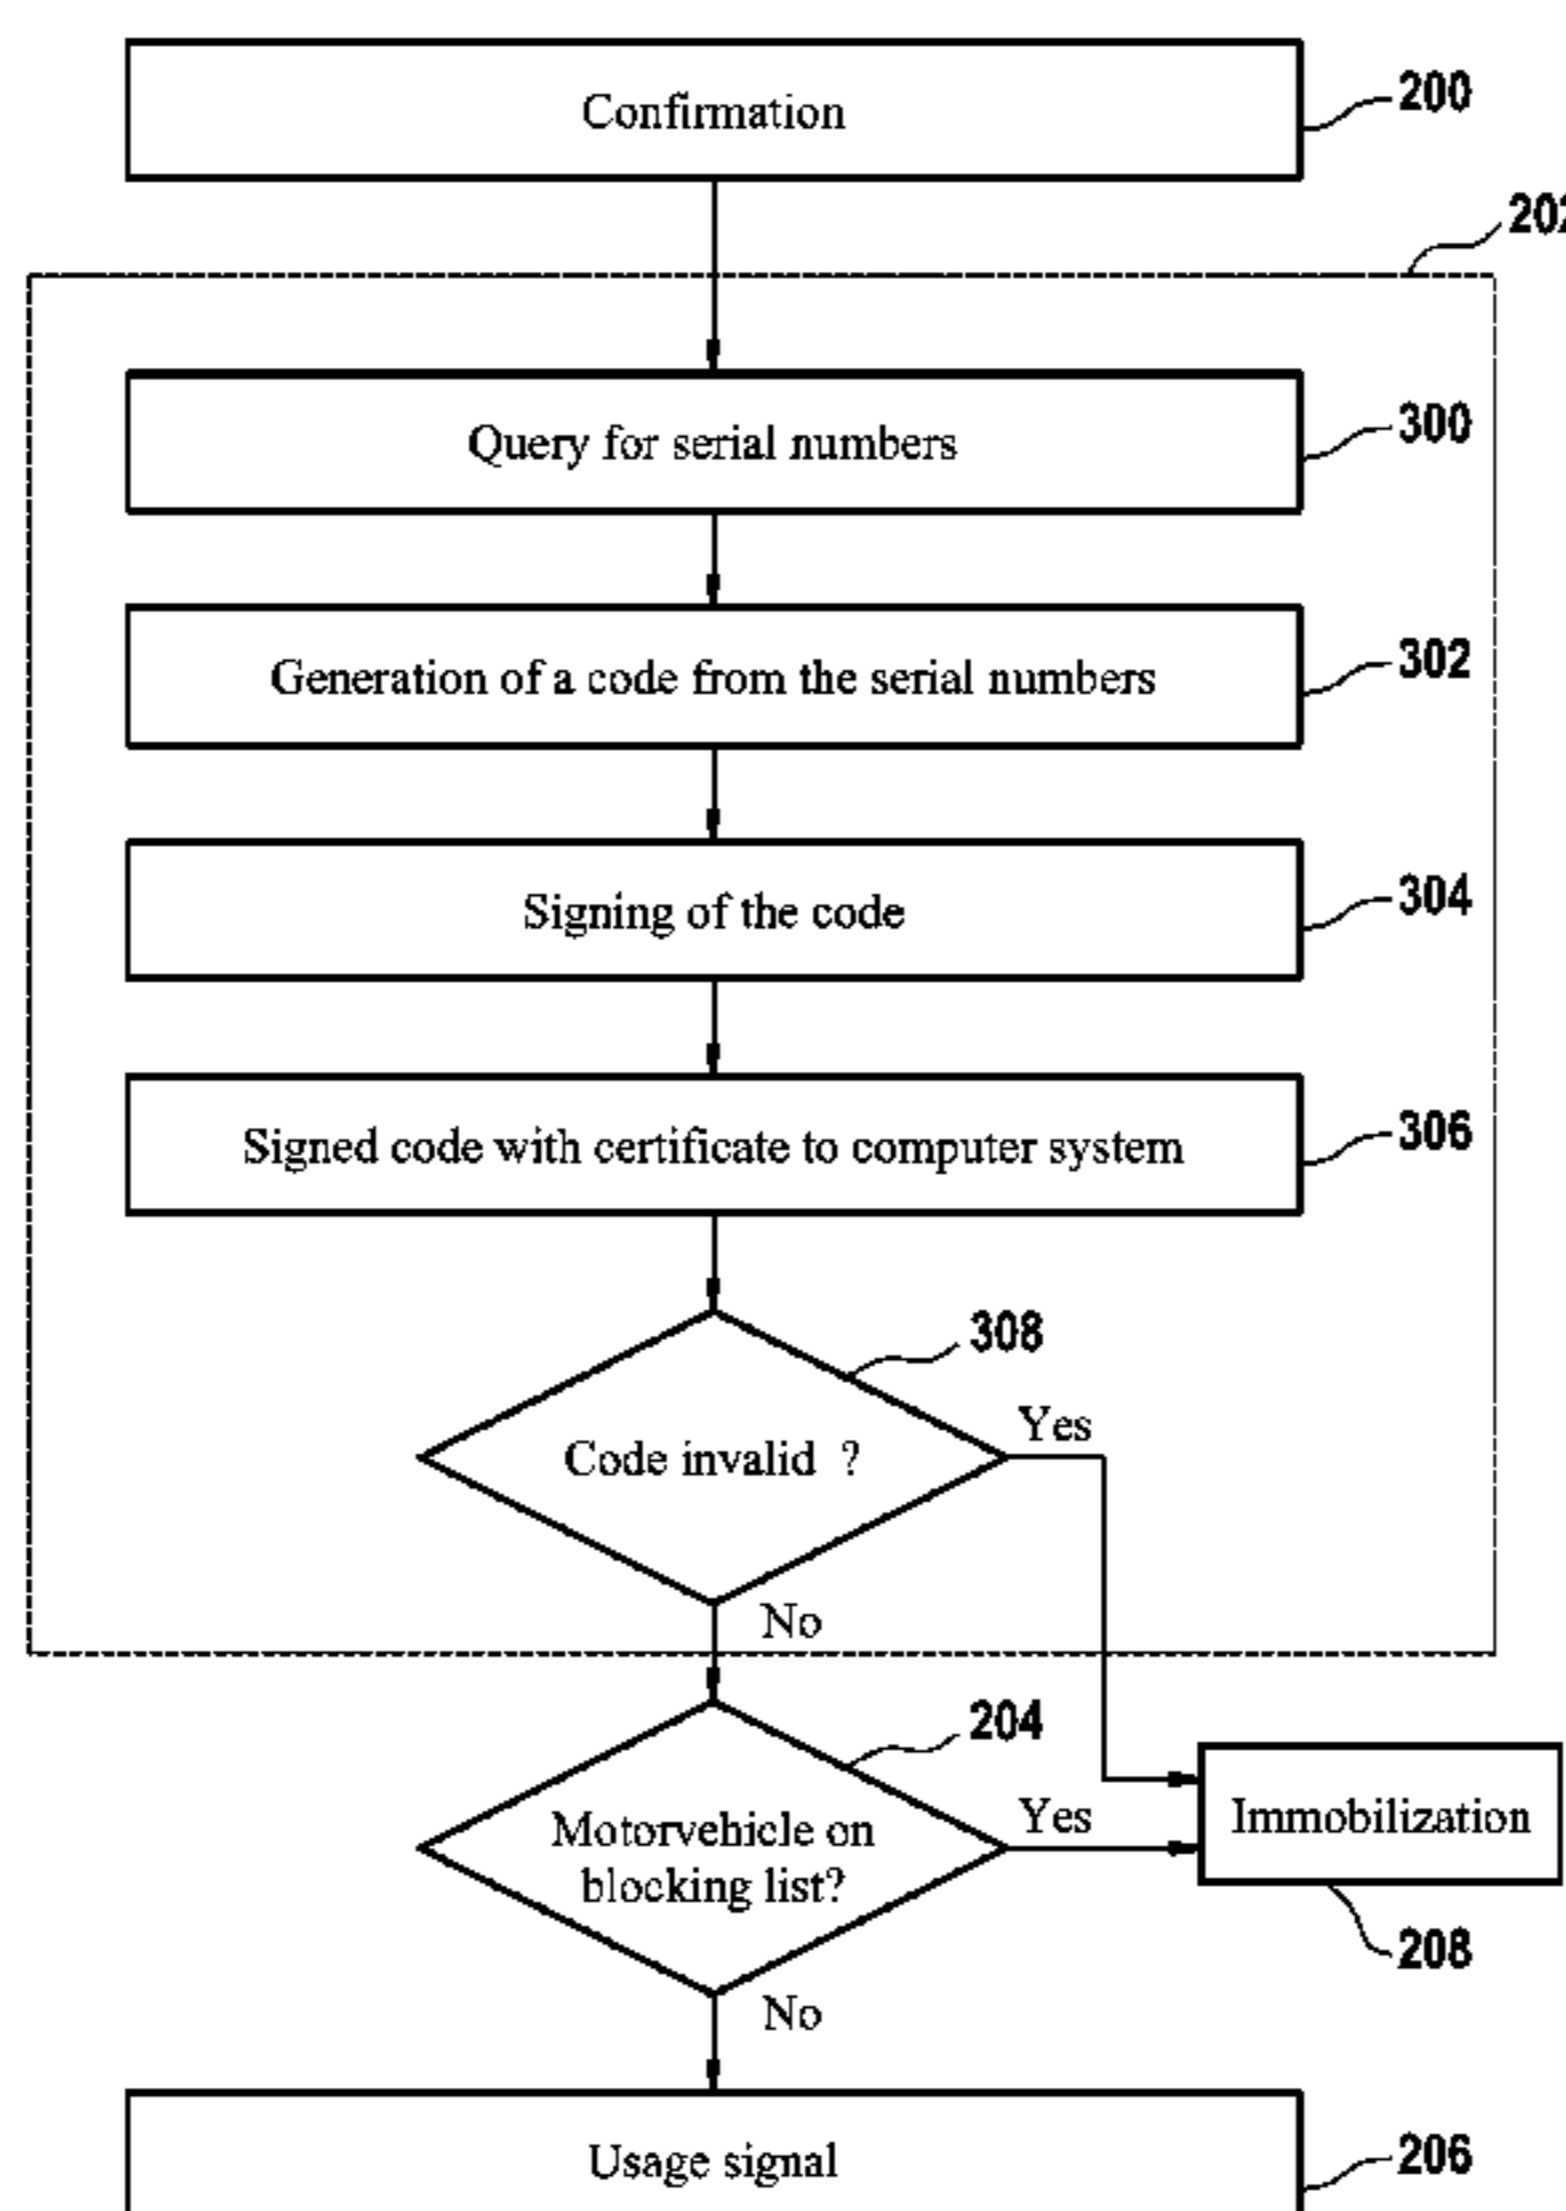 Confirmation
200
202
Query for serial numbers
300
Generation of a code from the serial numbers
302
Signing of the code
304
Signed code with certificate to computer system
306
308
Code invalid ?
Yes
No
204
Motorvehicle on
blocking list?
Yes
Immobilization
208
No
Usage signal
206